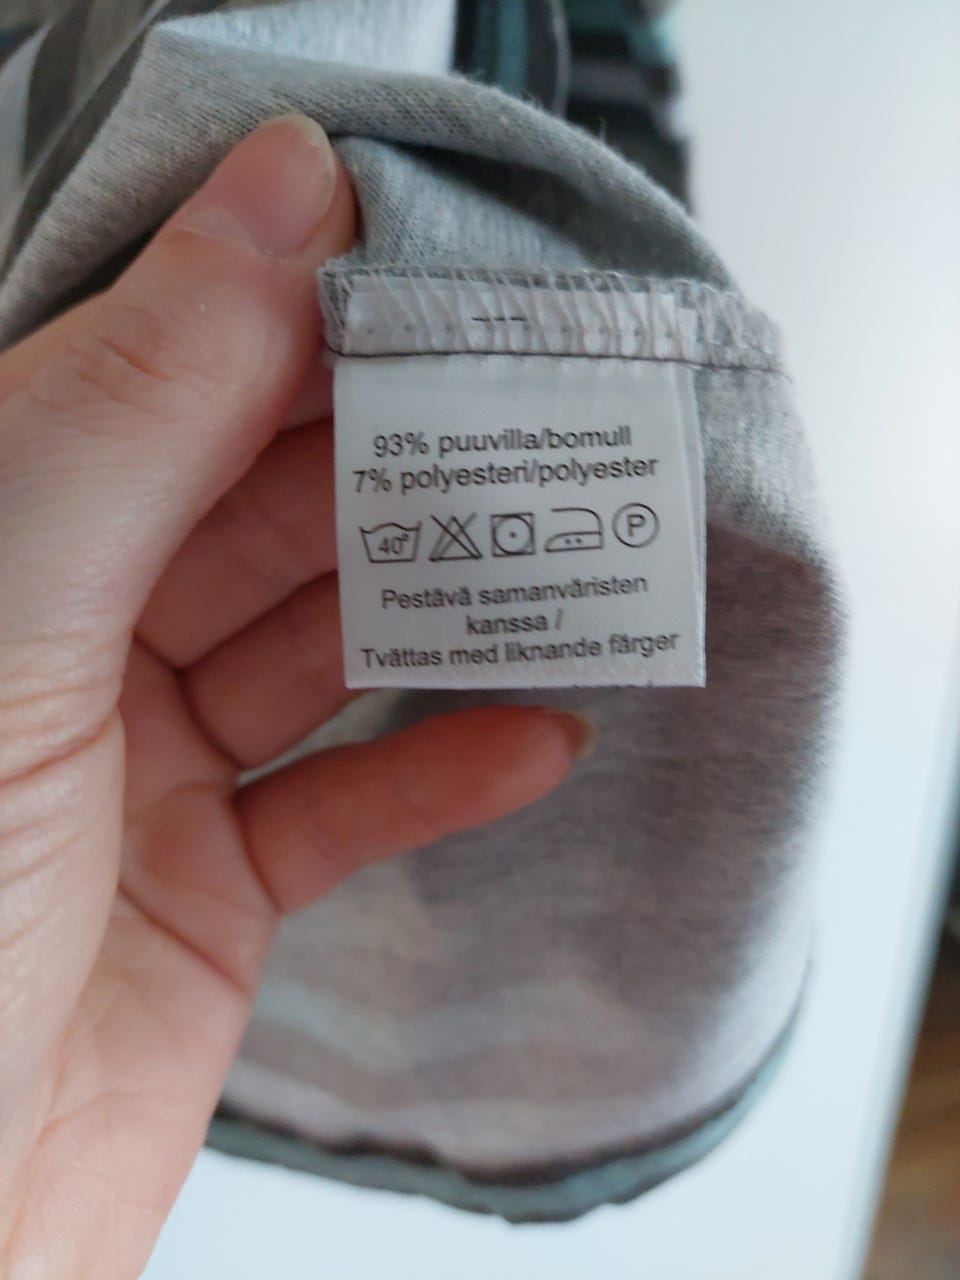 93% puuvilla/bomull
7% polyesteri/polyester
40° P
Pestävä samanväristen
kanssa /
Tvättas med liknande färger